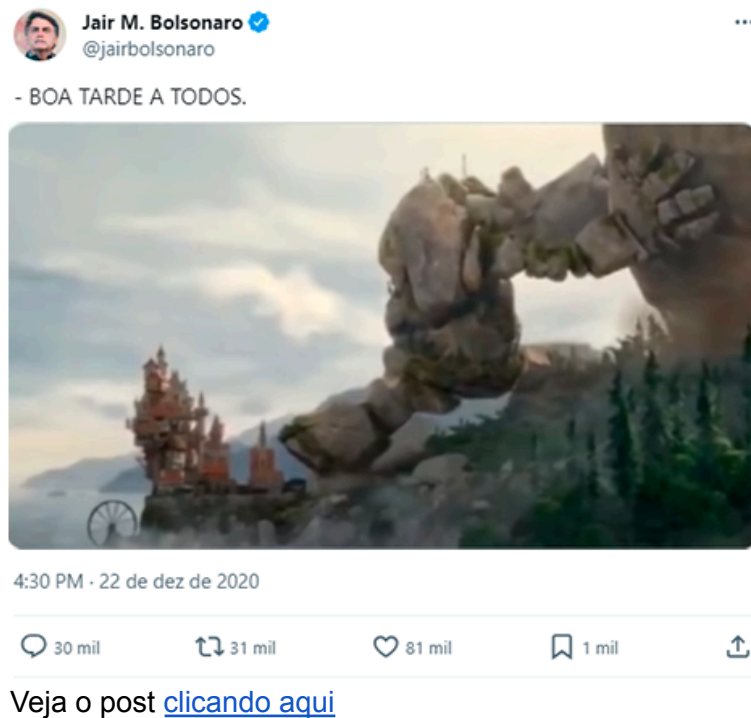 Jair M. Bolsonaro
@jairbolsonaro
- BOA TARDE A TODOS.
4:30 PM · 22 de dez de 2020
30 mil 31 mil 81 mil 1 mil
Veja o post clicando aqui